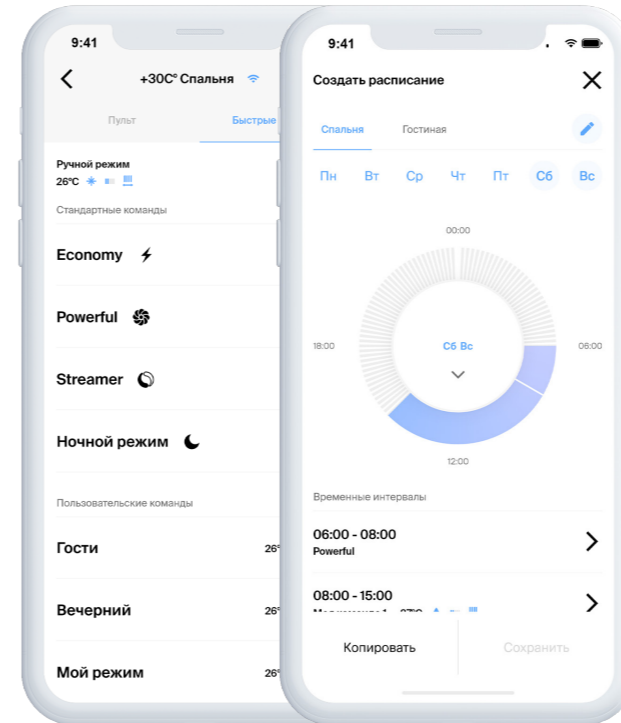 9:41
+30C° Спальня
Пульт
Быстрые
Ручной режим
26°C
Стандартные команды
Economy
Powerful
Streamer
Ночной режим
Пользовательские команды
Гости
26°
Вечерний
26°
Мой режим
26°
9:41
Создать расписание
Спальня
Гостиная
Пн
Вт
Ср
Чт
Пт
Сб
Вс
00:00
18:00
Сб Вс
06:00
12:00
Временные интервалы
06:00 - 08:00
Powerful
08:00 - 15:00
Копировать
Сохранить